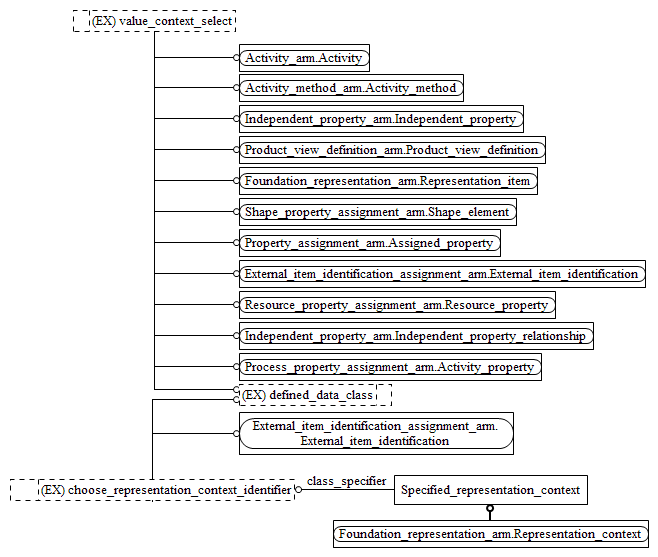 (EX) value_context_select
Activity_arm.Activity
Activity_method_arm.Activity_method
Independent_property_arm.Independent_property
Product_view_definition_arm.Product_view_definition
Foundation_representation_arm.Representation_item
Shape_property_assignment_arm.Shape_element
Property_assignment_arm.Assigned_property
External_item_identification_assignment_arm.External_item_identification
Resource_property_assignment_arm.Resource_property
Independent_property_arm.Independent_property_relationship
Process_property_assignment_arm.Activity_property
(EX) defined_data_class
External_item_identification_assignment_arm.
External_item_identification
(EX) choose_representation_context_identifier
class_specifier
Specified_representation_context
Foundation_representation_arm.Representation_context